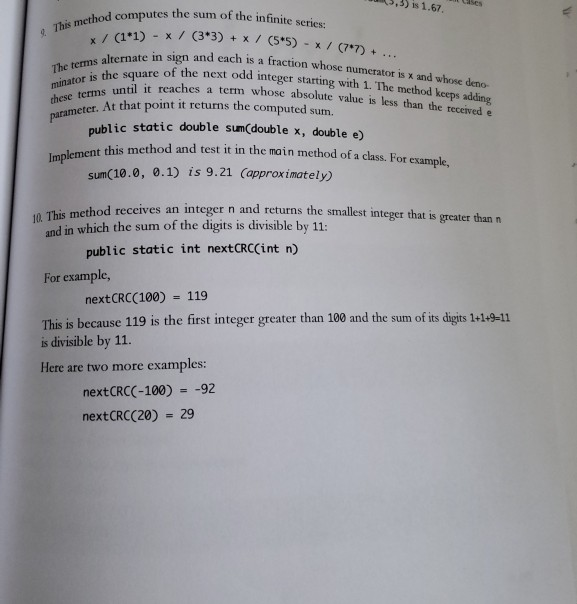 3,3) is 1.67.
9. This method computes the sum of the infinite series:
x / (1*1) - x / (3*3) + x / (5*5) - x / (7*7) + ...
The terms alternate in sign and each is a fraction whose numerator is x and whose deno-
minator is the square of the next odd integer starting with 1. The method keeps adding
these terms until it reaches a term whose absolute value is less than the received e
parameter. At that point it returns the computed sum.
public static double sum(double x, double e)
Implement this method and test it in the main method of a class. For example,
sum(10.0, 0.1) is 9.21 (approximately)
10. This method receives an integer n and returns the smallest integer that is greater than n
and in which the sum of the digits is divisible by 11:
public static int nextCRC(int n)
For example,
nextCRC(100) = 119
This is because 119 is the first integer greater than 100 and the sum of its digits 1+1+9=11
is divisible by 11.
Here are two more examples:
nextCRC(-100) = -92
nextCRC(20) = 29